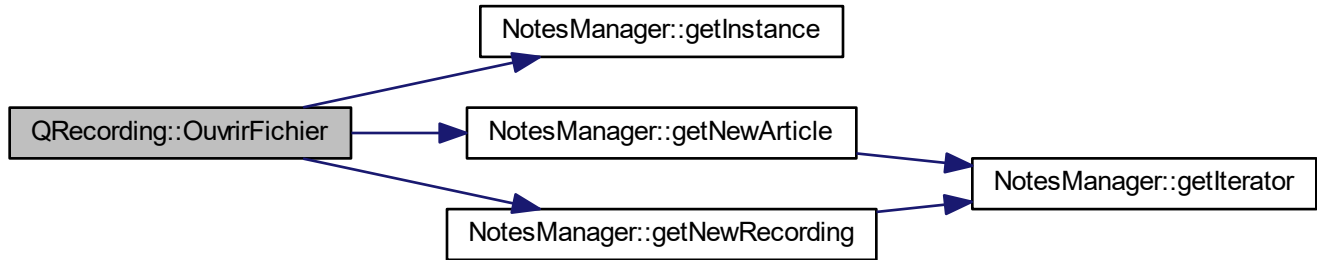 NotesManager::getInstance
QRecording::OuvrirFichier
NotesManager::getNewArticle
NotesManager::getIterator
NotesManager::getNewRecording